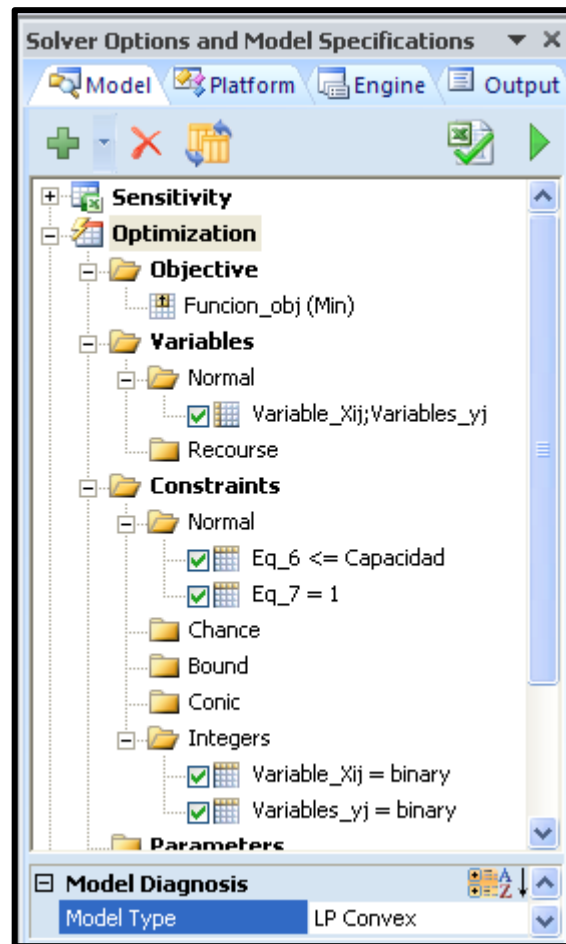 Solver Options and Model Specifications
Model Platform Engine Output
Sensitivity
Optimization
Objective
Funcion_obj (Min)
Variables
Normal
Variable_Xij;Variables_yj
Recourse
Constraints
Normal
Eq_6 <= Capacidad
Eq_7 = 1
Chance
Bound
Conic
Integers
Variable_Xij = binary
Variables_yj = binary
Parameters
Model Diagnosis
Model Type LP Convex